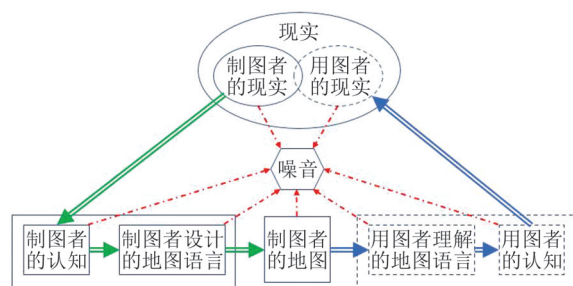 现实
制图者
的现实
用图者
的现实
噪音
制图者
的认知
制图者设计
的地图语言
制图者
的地图
用图者理解
的地图语言
用图者
的认知